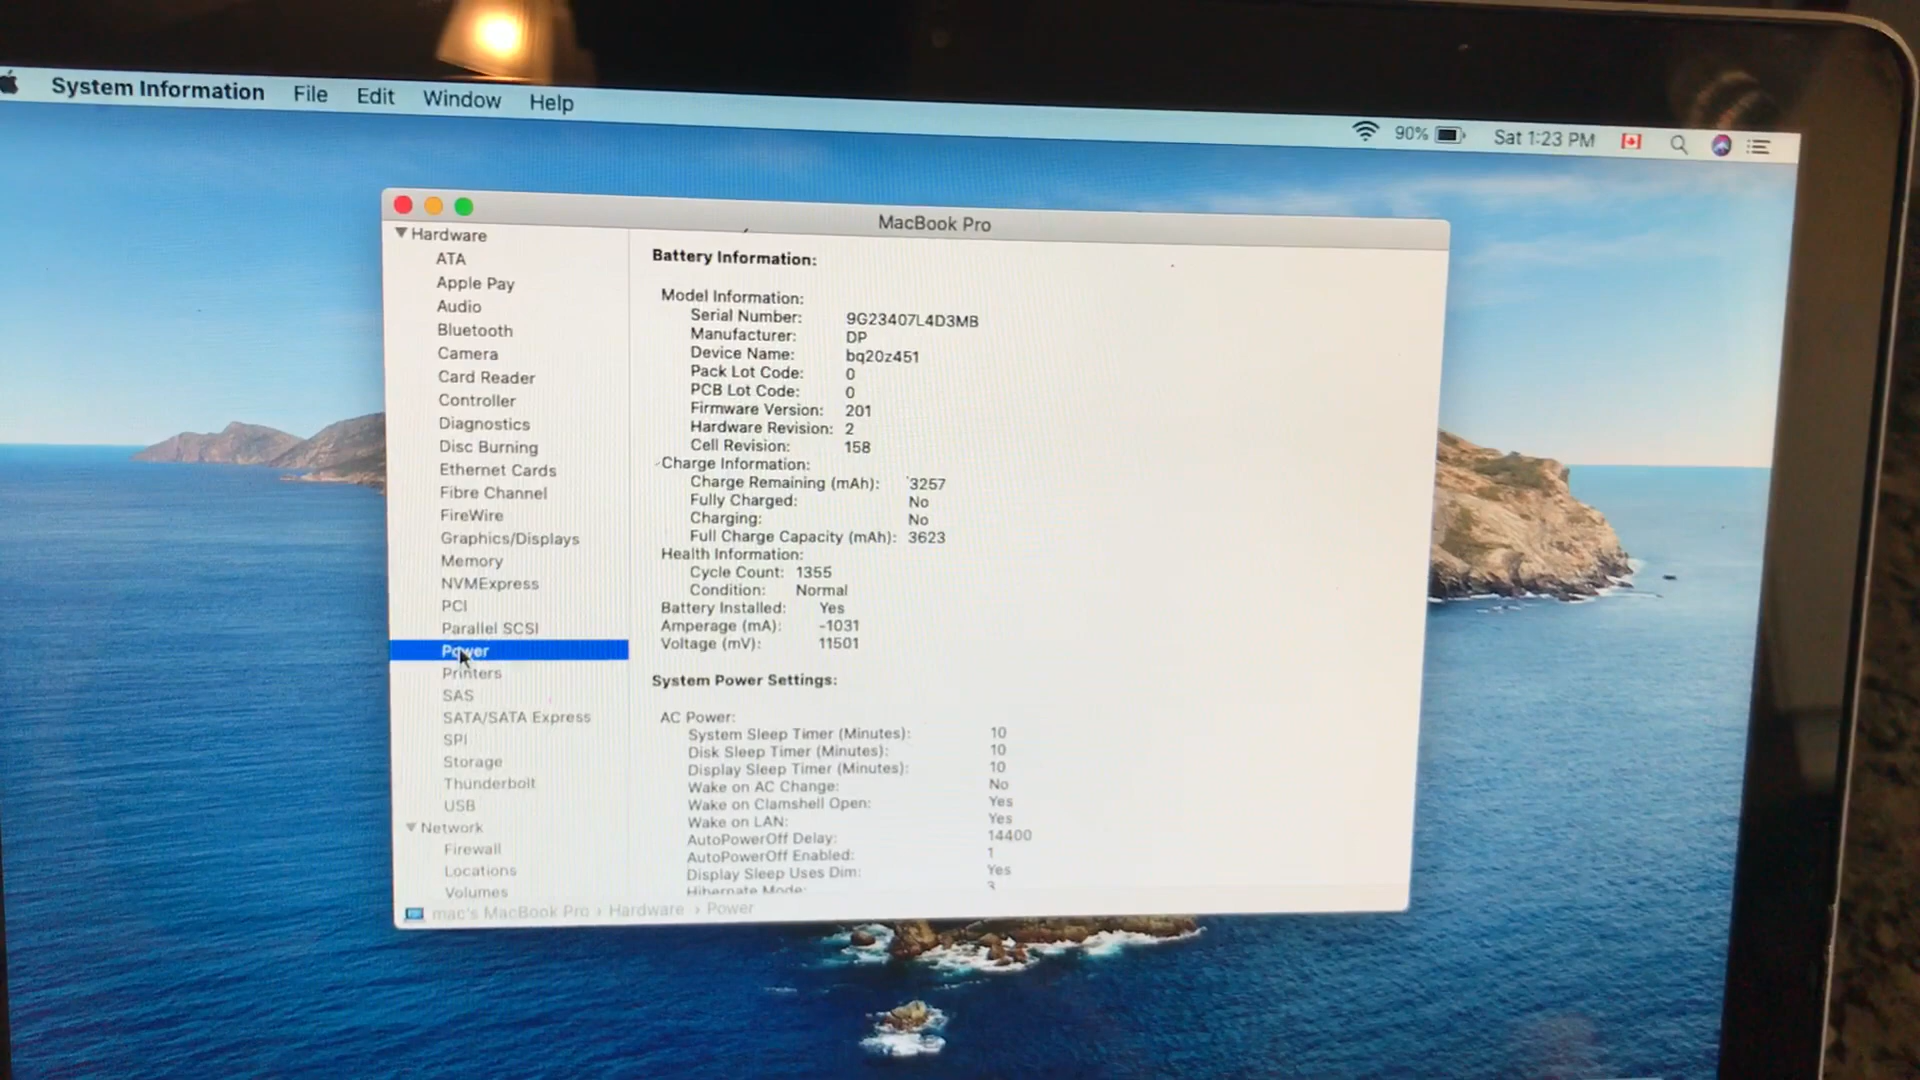 System Information File Edit Window Help
90% Sat 1:23 PM
MacBook Pro
Hardware
ATA
Apple Pay
Audio
Bluetooth
Camera
Card Reader
Controller
Diagnostics
Disc Burning
Ethernet Cards
Fibre Channel
FireWire
Graphics/Displays
Memory
NVMExpress
PCI
Parallel SCSI
Power
Printers
SAS
SATA/SATA Express
SPI
Storage
Thunderbolt
USB
Network
Firewall
Locations
Volumes
Battery Information:
Model Information:
Serial Number: 9G23407L4D3MB
Manufacturer: DP
Device Name: bq20z451
Pack Lot Code: 0
PCB Lot Code: 0
Firmware Version: 201
Hardware Revision: 2
Cell Revision: 158
Charge Information:
Charge Remaining (mAh): 3257
Fully Charged: No
Charging: No
Full Charge Capacity (mAh): 3623
Health Information:
Cycle Count: 1355
Condition: Normal
Battery Installed: Yes
Amperage (mA): -1031
Voltage (mV): 11501
System Power Settings:
AC Power:
System Sleep Timer (Minutes): 10
Disk Sleep Timer (Minutes): 10
Display Sleep Timer (Minutes): 10
Wake on AC Change: No
Wake on Clamshell Open: Yes
Wake on LAN: Yes
AutoPowerOff Delay: 14400
AutoPowerOff Enabled: 1
Display Sleep Uses Dim: Yes
Hibernate Mode: 3
mac's MacBook Pro › Hardware › Power